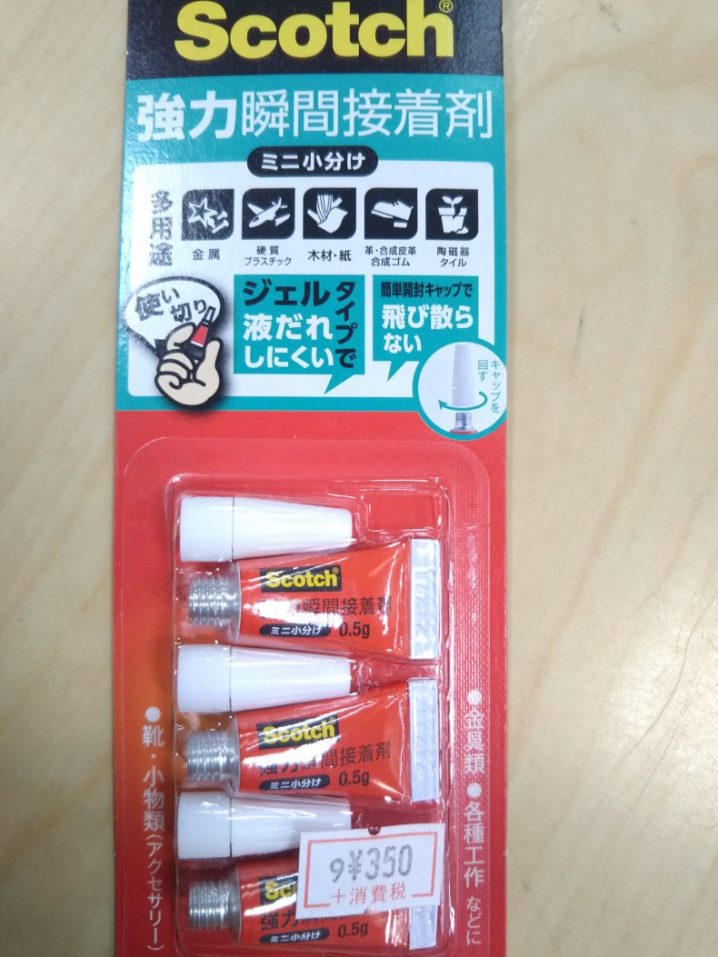 Scotch®
強力瞬間接着剤
ミニ小分け
多用途
金属
硬質
プラスチック
木材・紙
革・合成皮革
合成ゴム
陶磁器
タイル
使い
切り
ジェル
タイプで
液だれ
しにくい
簡単開封キャップで
飛び散ら
ない
キャップを
回す
Scotch®
瞬間接着剤
ミニ小分け 0.5g
Scotch
強力瞬間接着剤
ミニ小分け 0.5g
●靴・小物類(アクセサリー)
●金具類 ●各種工作 などに
9¥350
+消費税
Sco
強力
ミニ小分け 0.5g